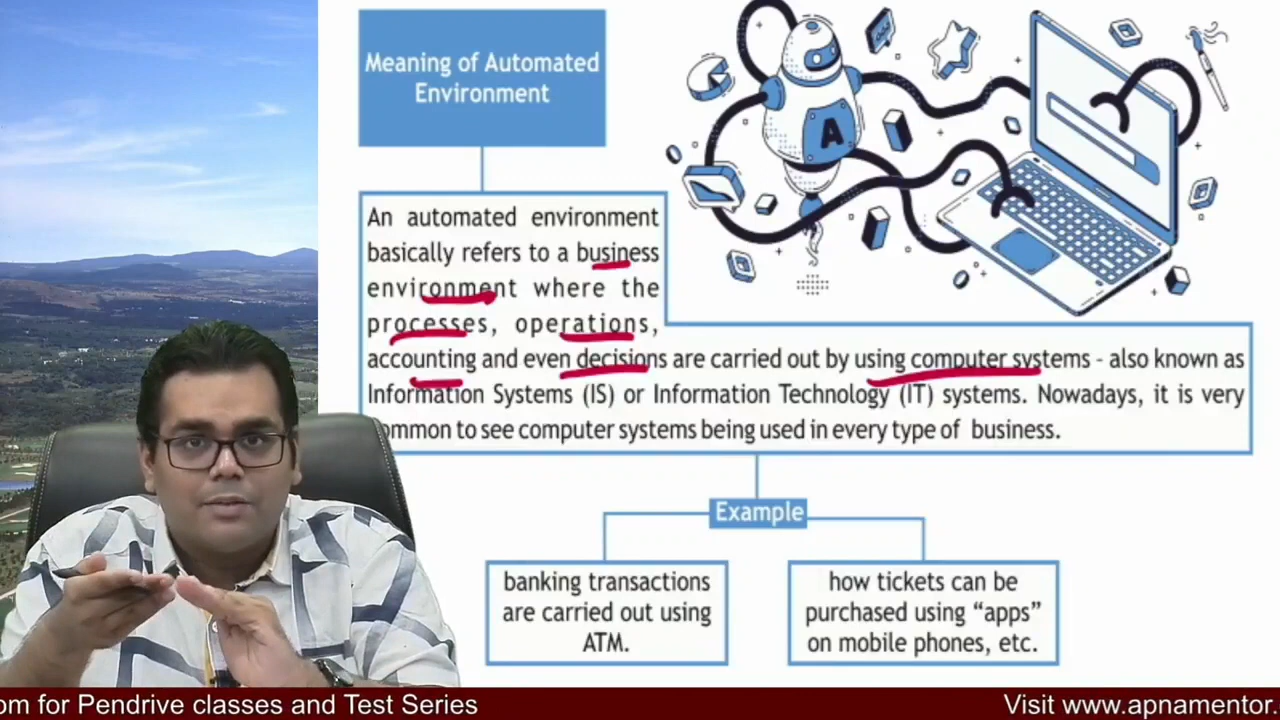 Meaning of Automated
Environment
A
An automated environment
basically refers to a business
environment where the
processes, operations,
accounting and even decisions are carried out by using computer systems - also known as
Information Systems (IS) or Information Technology (IT) systems. Nowadays, it is very
ommon to see computer systems being used in every type of business.
Example
banking transactions
are carried out using
ATM.
how tickets can be
purchased using “apps”
on mobile phones, etc.
om for Pendrive classes and Test Series
Visit www.apnamentor.